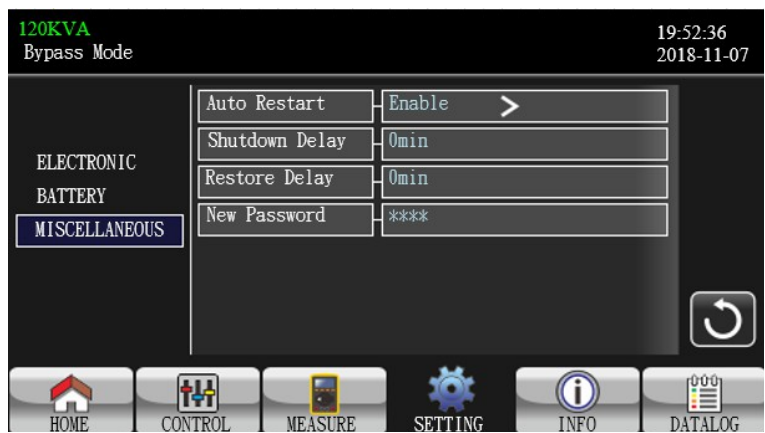 120KVA
Bypass Mode
19:52:36
2018-11-07
ELECTRONIC
BATTERY
MISCELLANEOUS
Auto Restart Enable >
Shutdown Delay 0min
Restore Delay 0min
New Password ****
HOME CONTROL MEASURE SETTING INFO DATALOG